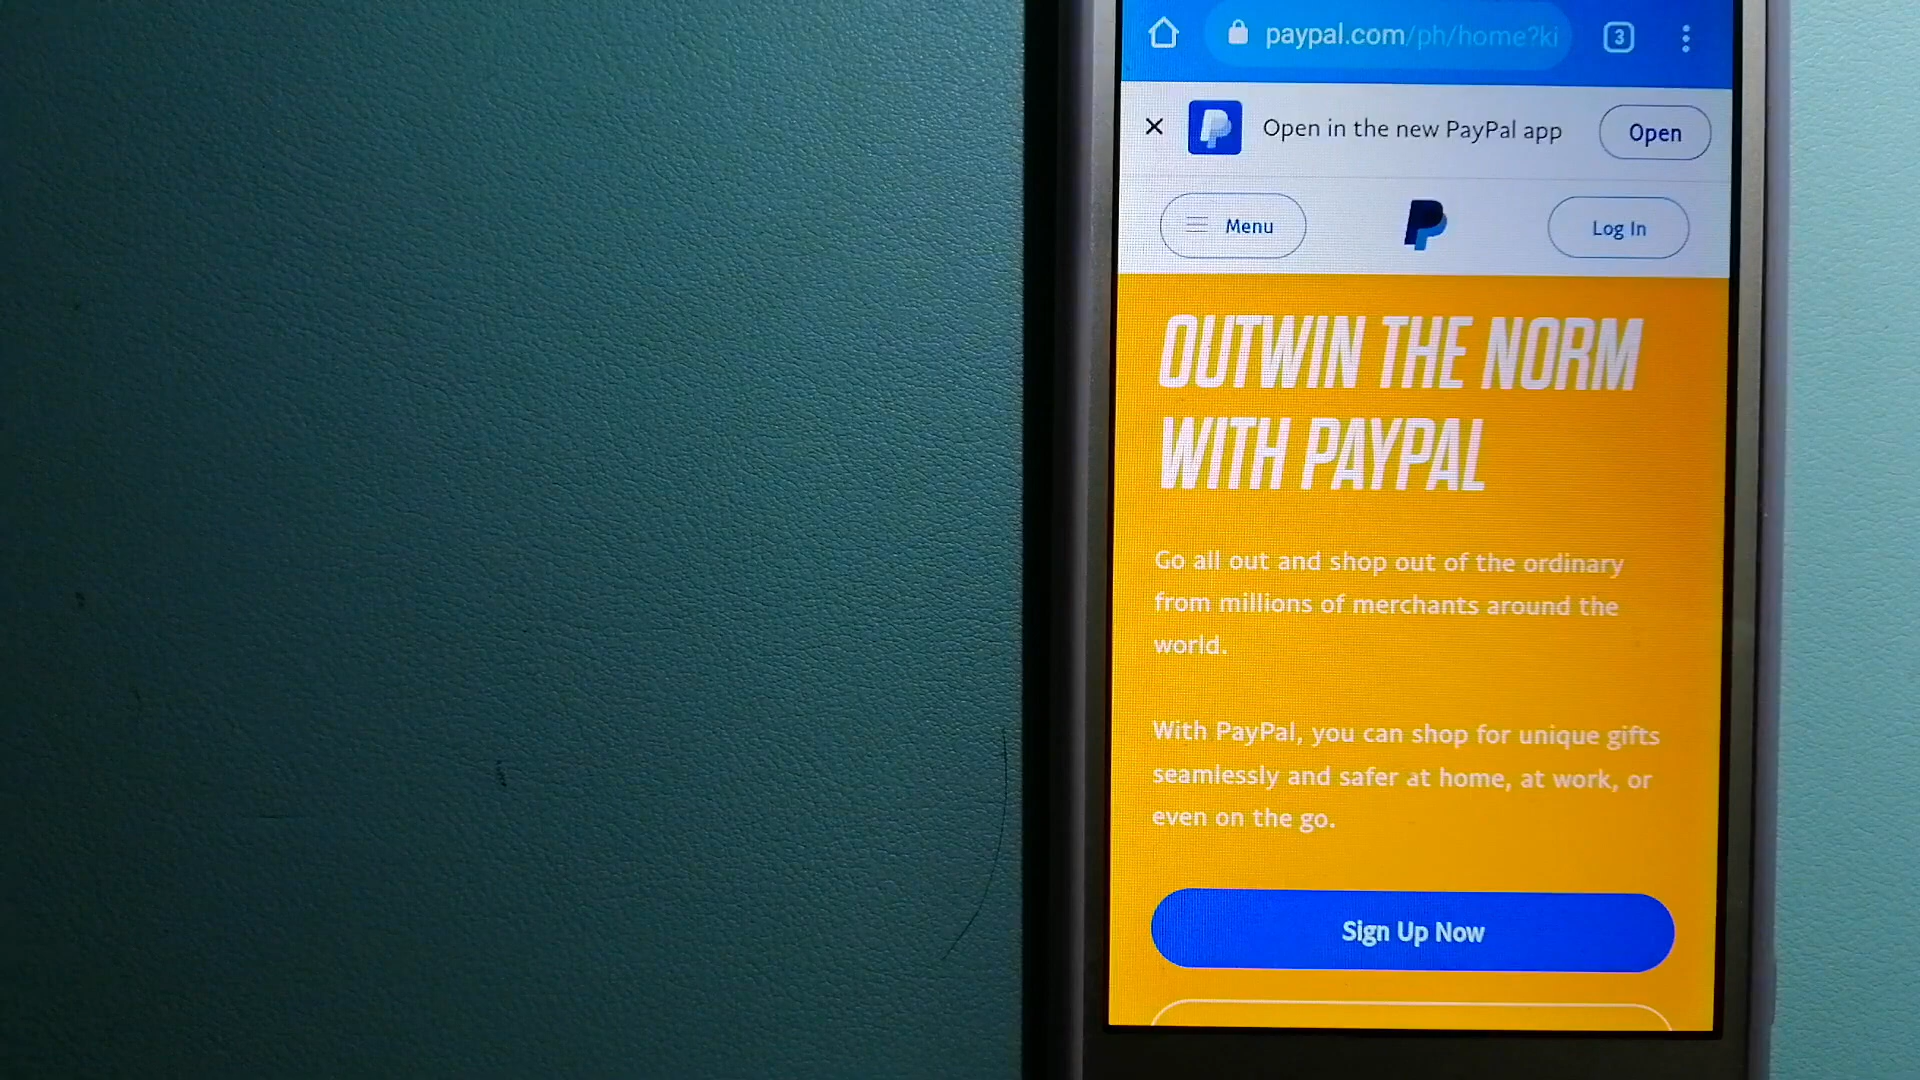 paypal.com/ph/home?ki
3
Open in the new PayPal app
Open
Menu
Log In
OUTWIN THE NORM
WITH PAYPAL
Go all out and shop out of the ordinary
from millions of merchants around the
world.
With PayPal, you can shop for unique gifts
seamlessly and safer at home, at work, or
even on the go.
Sign Up Now